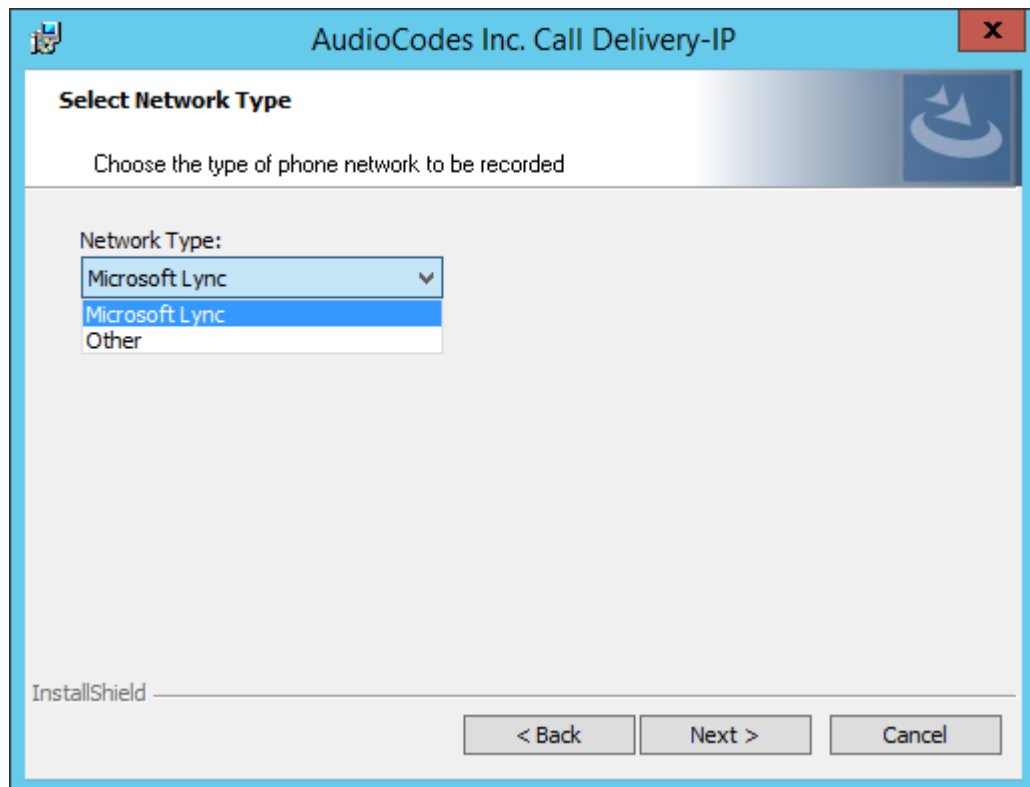 AudioCodes Inc. Call Delivery-IP
x
Select Network Type
Choose the type of phone network to be recorded
Network Type:
Microsoft Lync
Microsoft Lync
Other
InstallShield
< Back Next > Cancel